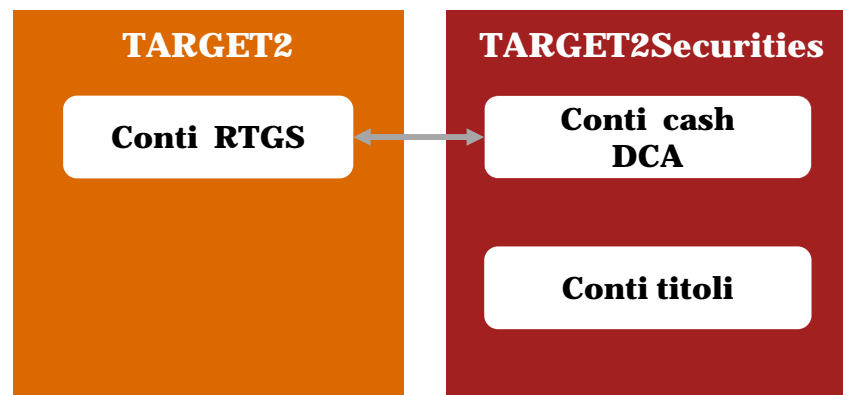 TARGET2
TARGET2Securities
Conti RTGS
Conti cash
DCA
Conti titoli